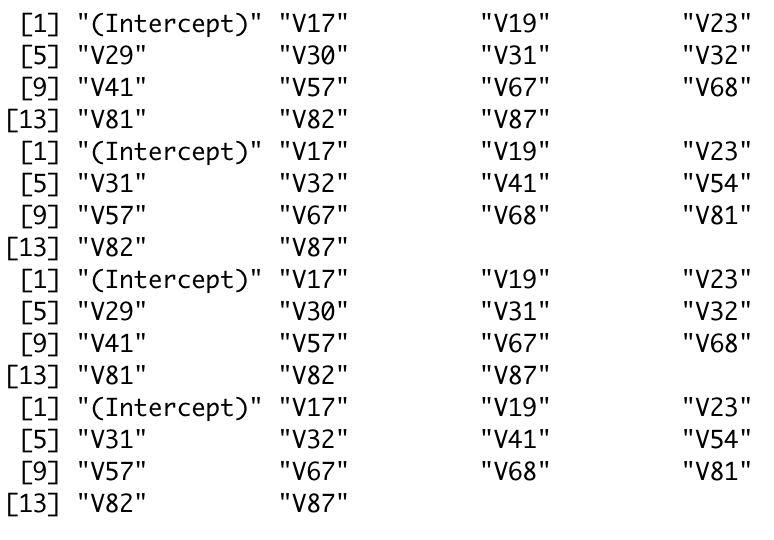 [1] "(Intercept)" "V17" "V19" "V23"
[5] "V29" "V30" "V31" "V32"
[9] "V41" "V57" "V67" "V68"
[13] "V81" "V82" "V87"
[1] "(Intercept)" "V17" "V19" "V23"
[5] "V31" "V32" "V41" "V54"
[9] "V57" "V67" "V68" "V81"
[13] "V82" "V87"
[1] "(Intercept)" "V17" "V19" "V23"
[5] "V29" "V30" "V31" "V32"
[9] "V41" "V57" "V67" "V68"
[13] "V81" "V82" "V87"
[1] "(Intercept)" "V17" "V19" "V23"
[5] "V31" "V32" "V41" "V54"
[9] "V57" "V67" "V68" "V81"
[13] "V82" "V87"